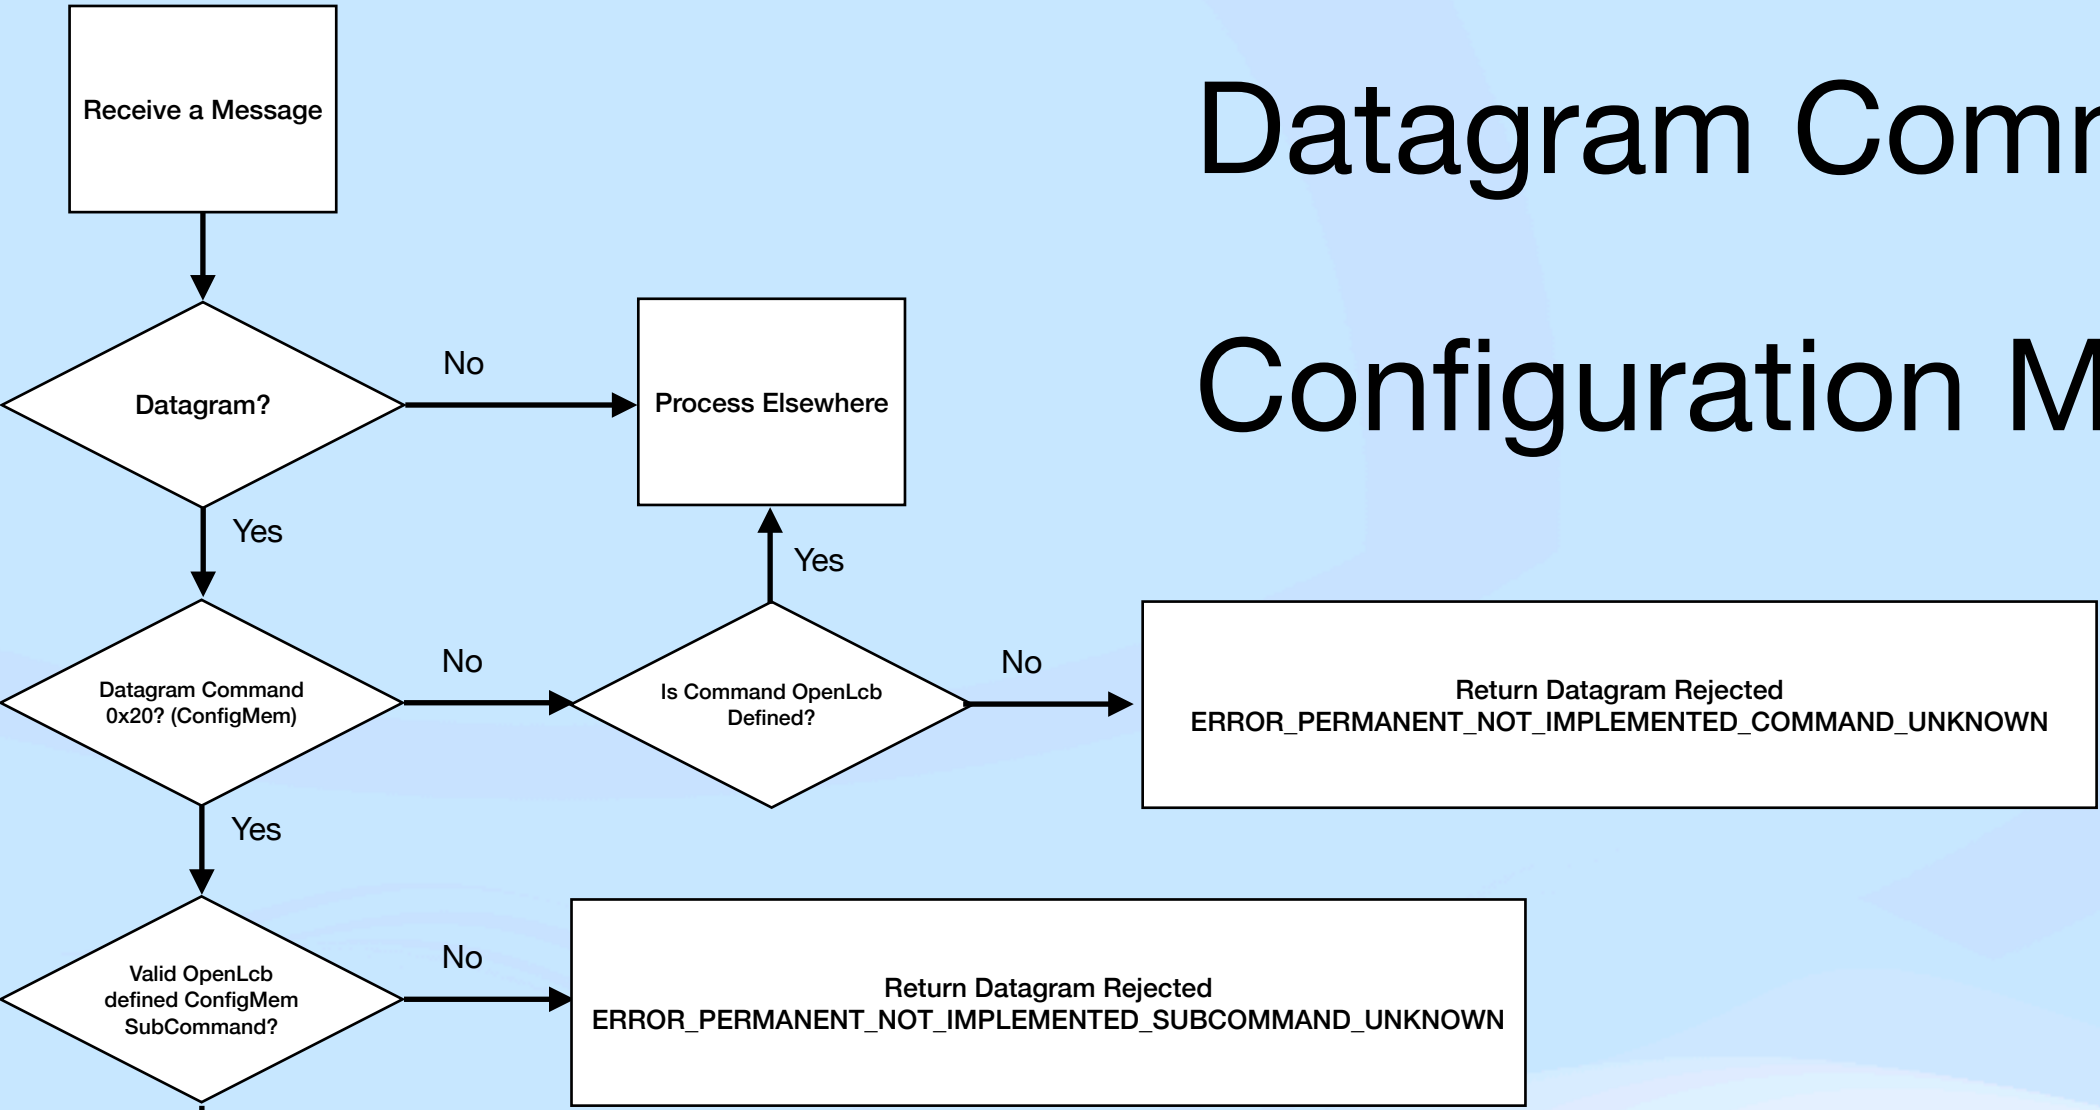 Datagram Comm
Configuration M
Receive a Message
Datagram?
No
Process Elsewhere
Yes
Yes
Datagram Command
0x20? (ConfigMem)
No
Is Command OpenLcb
Defined?
No
Return Datagram Rejected
ERROR_PERMANENT_NOT_IMPLEMENTED_COMMAND_UNKNOWN
Yes
Valid OpenLcb
defined ConfigMem
SubCommand?
No
Return Datagram Rejected
ERROR_PERMANENT_NOT_IMPLEMENTED_SUBCOMMAND_UNKNOWN